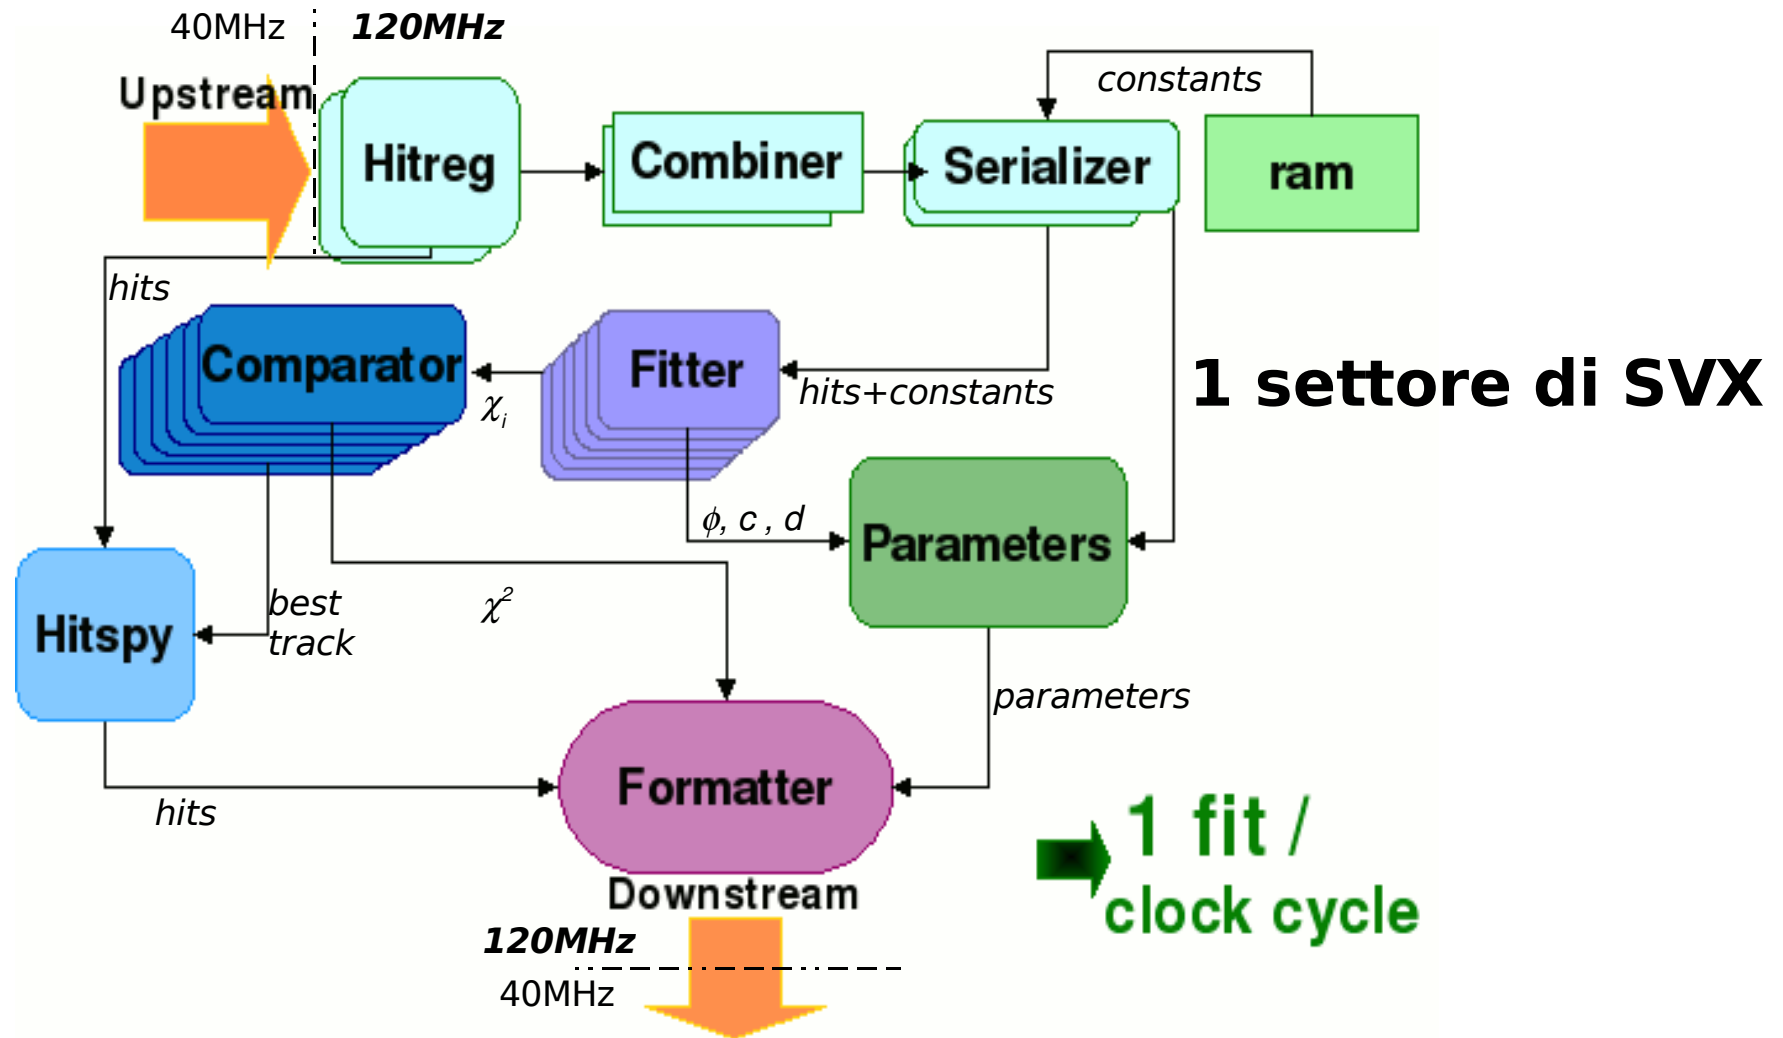 40MHz
120MHz
Upstream
constants
Hitreg
Combiner
Serializer
ram
hits
Comparator
Fitter
χi
hits+constants
1 settore di SVX
ϕ, c , d
Parameters
best
track
χ²
Hitspy
parameters
hits
Formatter
1 fit /
clock cycle
Downstream
120MHz
40MHz